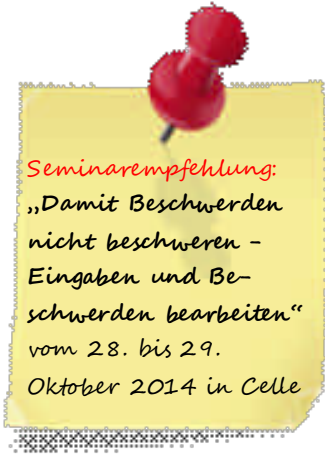 Seminarempfehlung:
„Damit Beschwerden
nicht beschweren -
Eingaben und Be-
schwerden bearbeiten“
vom 28. bis 29.
Oktober 2014 in Celle